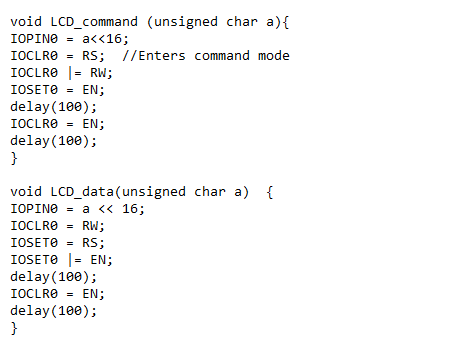 void LCD_command (unsigned char a){
IOPIN0 = a<<16;
IOCLR0 = RS;  //Enters command mode
IOCLR0 |= RW;
IOSET0 = EN;
delay(100);
IOCLR0 = EN;
delay(100);
}
void LCD_data(unsigned char a)  {
IOPIN0 = a << 16;
IOCLR0 = RW;
IOSET0 = RS;
IOSET0 |= EN;
delay(100);
IOCLR0 = EN;
delay(100);
}